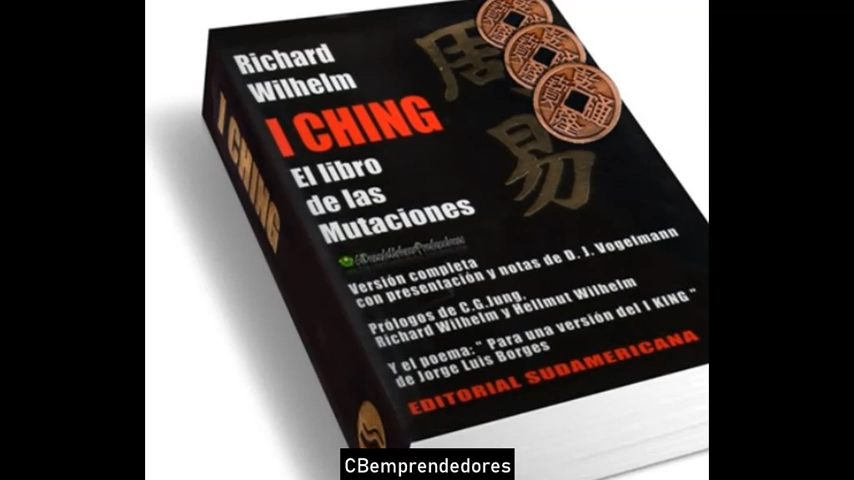 Richard
Wilhelm
I CHING
El libro
de las
Mutaciones
Versión completa
con presentación y notas de D. J. Vogelmann
Prólogos de C.G.Jung,
Richard Wilhelm y Hellmut Wilhelm
Y el poema: " Para una versión del I KING "
de Jorge Luis Borges
EDITORIAL SUDAMERICANA
I CHING
周
易
CBemprendedores